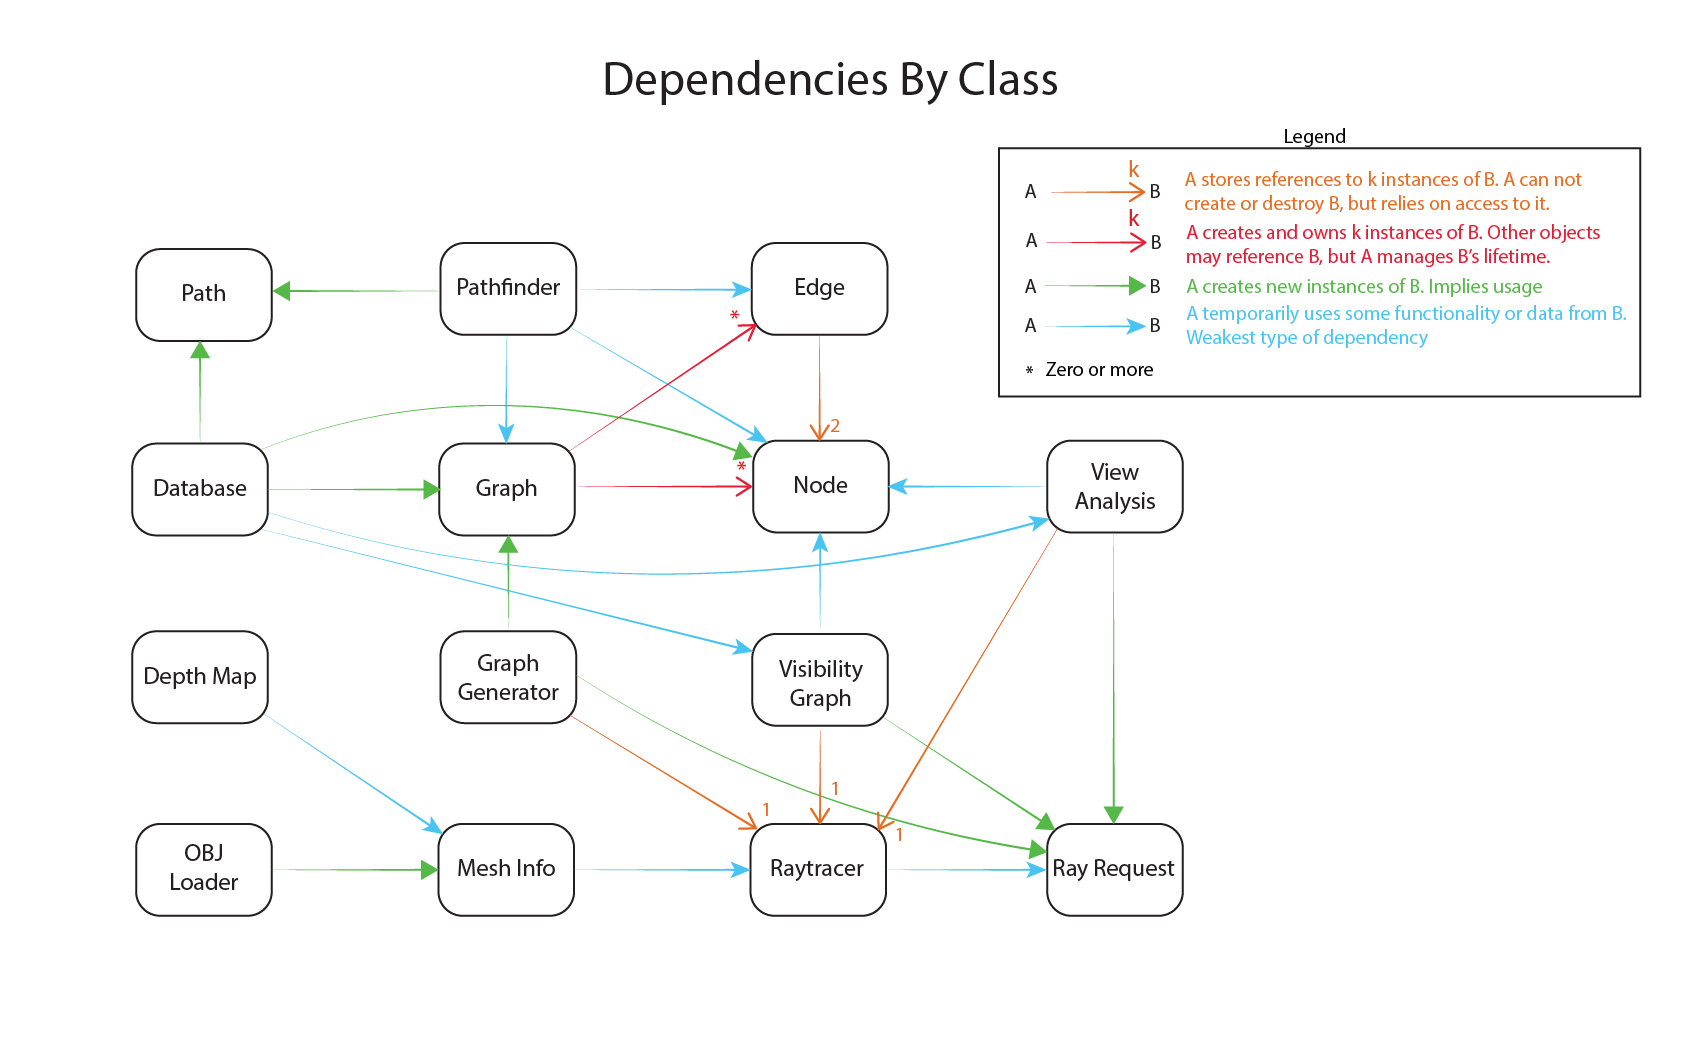 Dependencies By Class
Legend
k
A
B
A stores references to k instances of B. A can not
create or destroy B, but relies on access to it.
k
A
B
A creates and owns k instances of B. Other objects
may reference B, but A manages B's lifetime.
A
B
A creates new instances of B. Implies usage
A
B
A temporarily uses some functionality or data from B.
Weakest type of dependency
* Zero or more
Path
Pathfinder
Edge
*
2
Database
Graph
*
Node
View
Analysis
Depth Map
Graph
Generator
Visibility
Graph
1
1
1
OBJ
Loader
Mesh Info
Raytracer
Ray Request